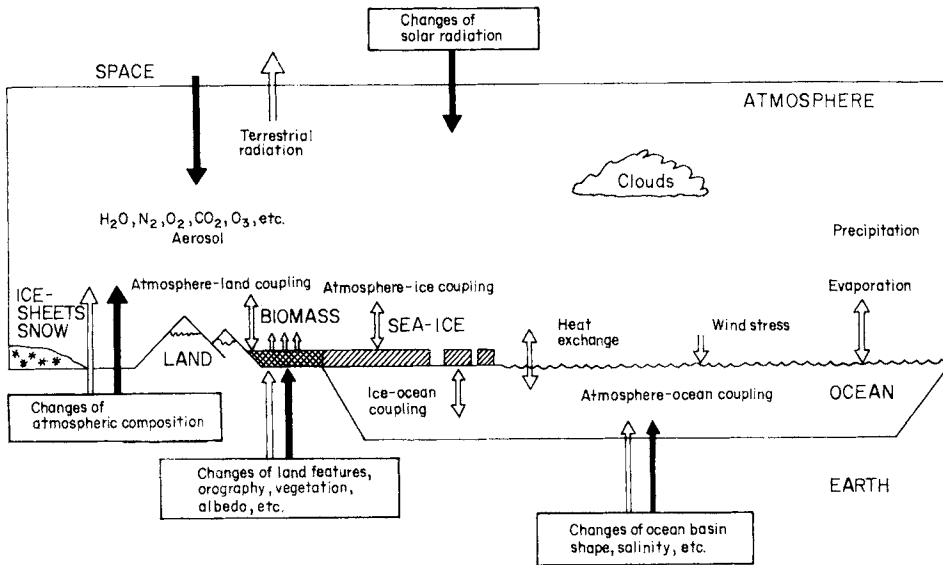 Changes of
solar radiation
SPACE
ATMOSPHERE
Terrestrial
radiation
Clouds
H₂O, N₂, O₂, CO₂, O₃, etc.
Aerosol
Precipitation
Atmosphere-land coupling
Atmosphere-ice coupling
Evaporation
ICE-
SHEETS
SNOW
BIOMASS
SEA-ICE
Heat
exchange
Wind stress
LAND
Ice-ocean
coupling
Atmosphere-ocean coupling
OCEAN
Changes of
atmospheric composition
Changes of land features,
orography, vegetation,
albedo, etc.
EARTH
Changes of ocean basin
shape, salinity, etc.